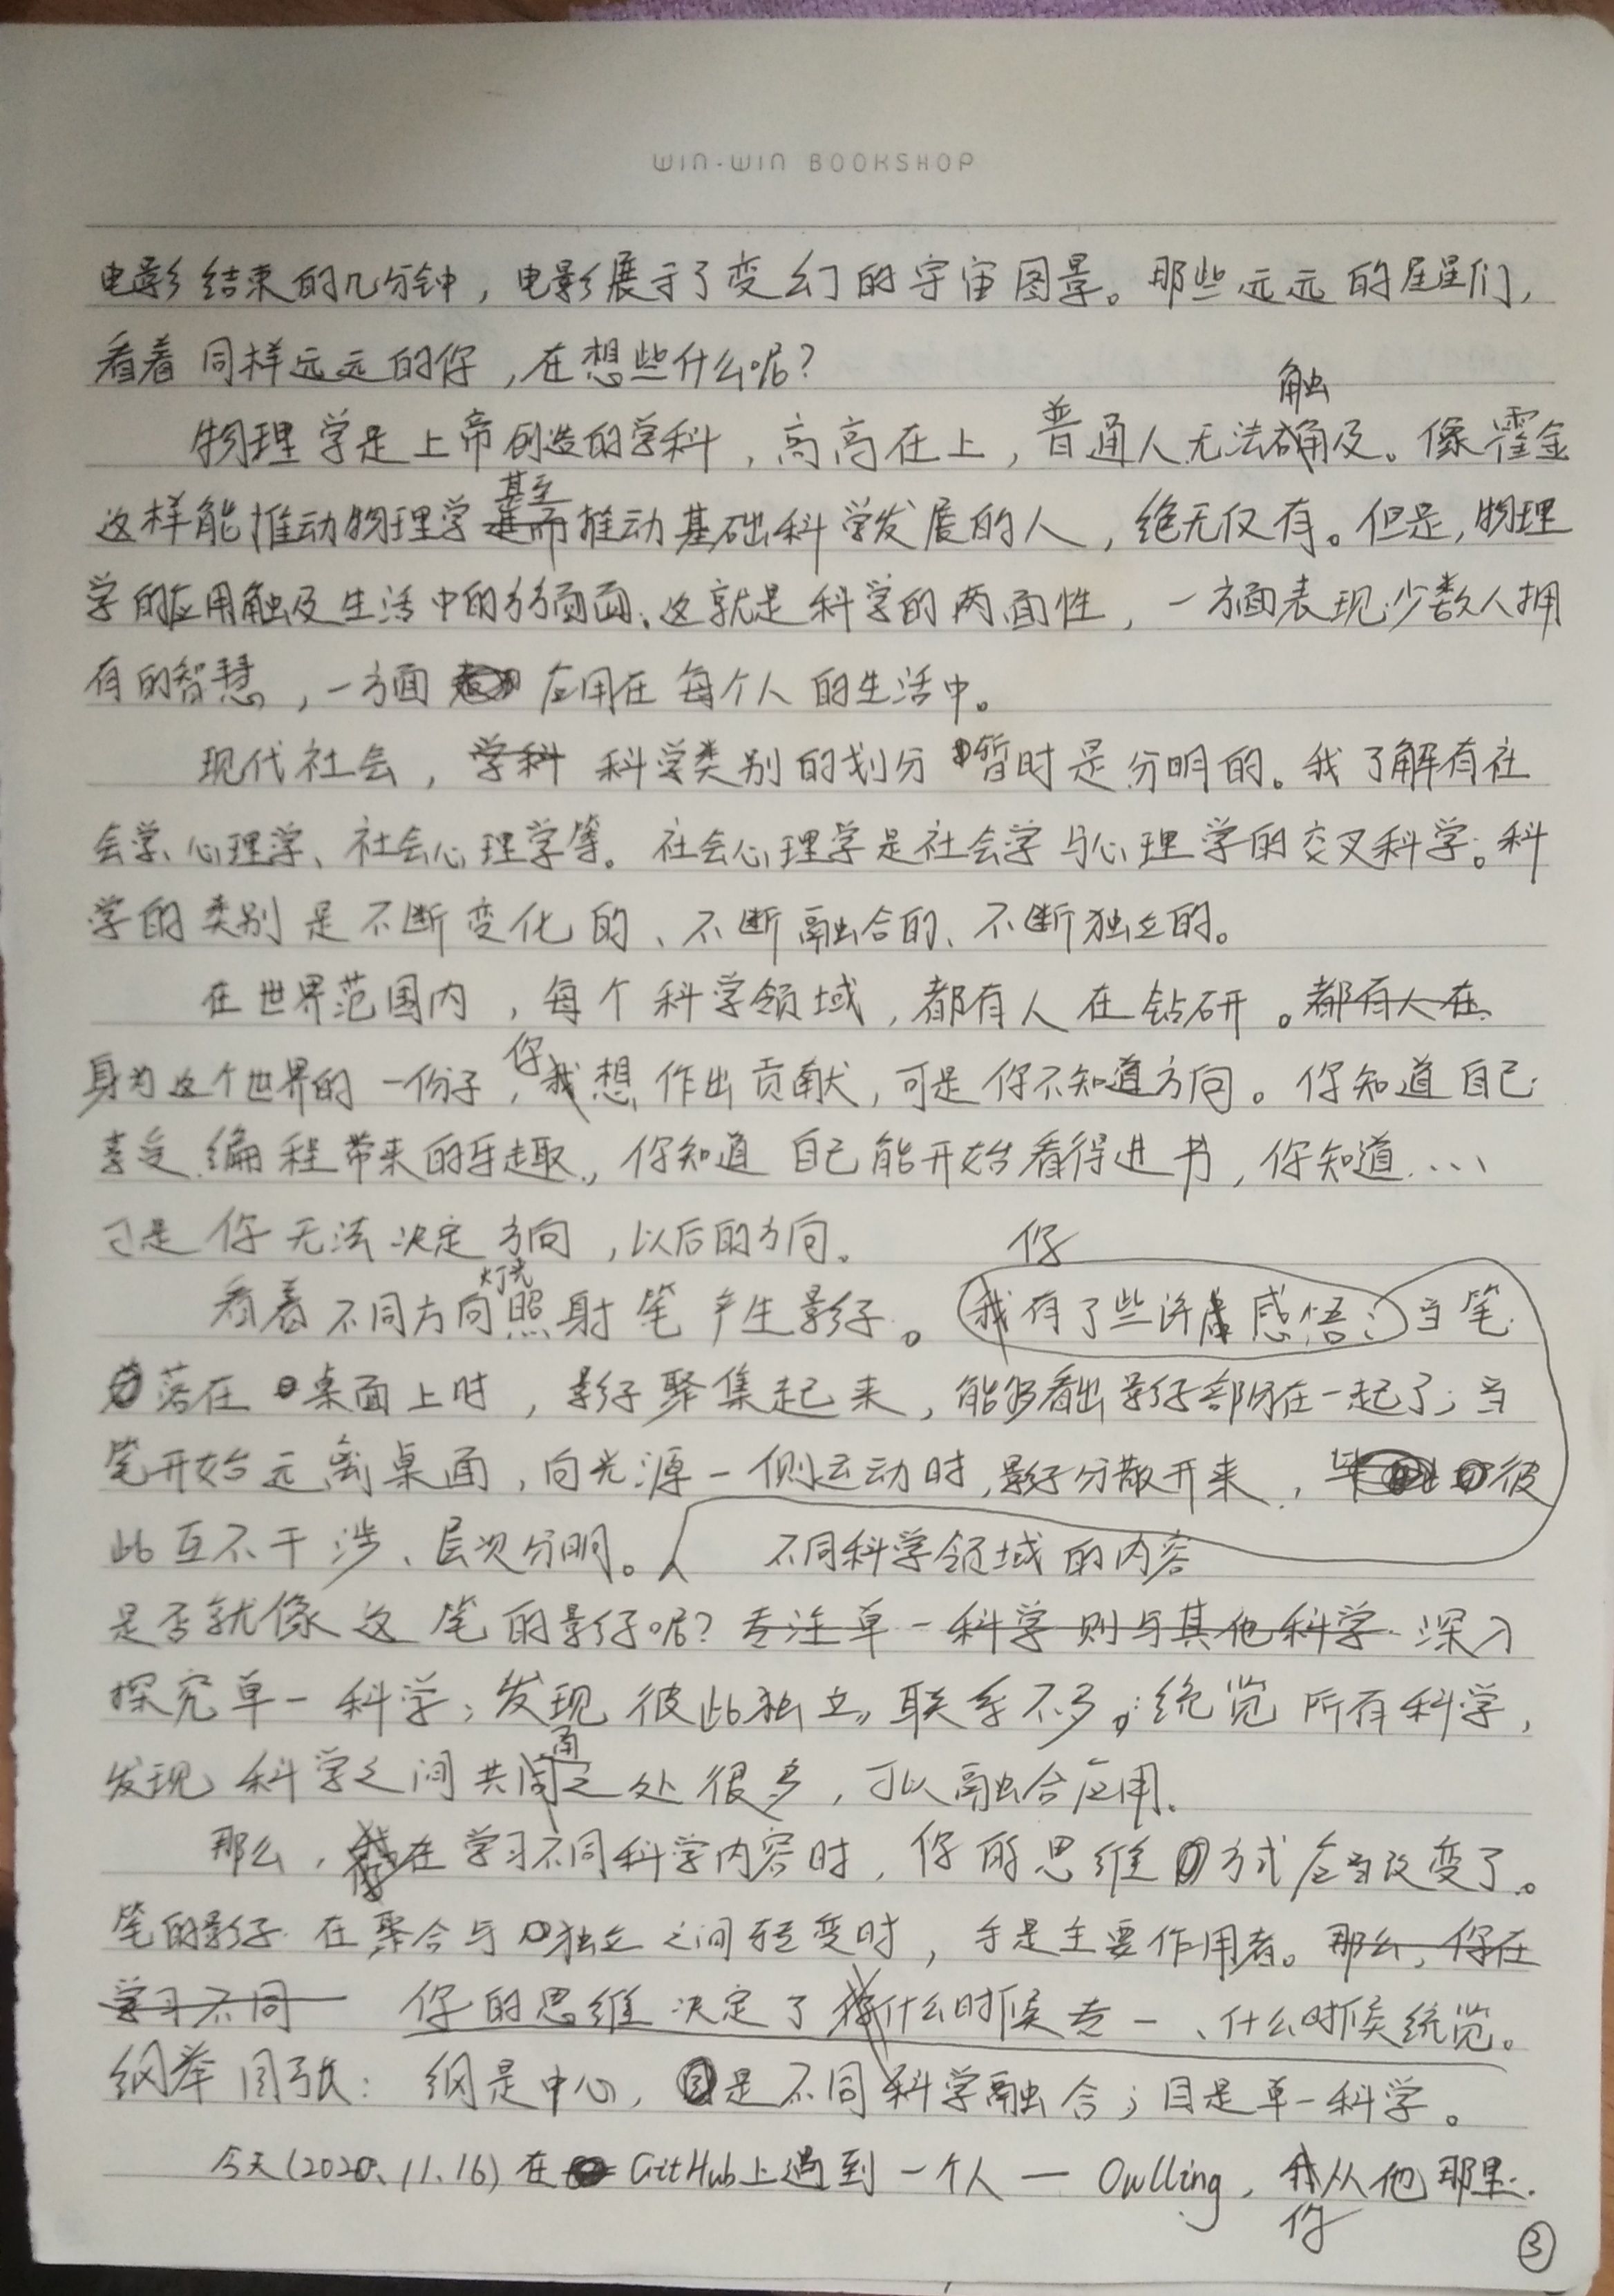 WIN-WIN BOOKSHOP
电影结束的几分钟，电影展示了变幻的宇宙图景。那些远远的星星们，
看着同样远远的你，在想些什么呢？
触
物理学是上帝创造的学科，高高在上，普通人无法确及。像霍金
甚至
这样能推动物理学进而推动基础科学发展的人，绝无仅有。但是，物理
学的应用触及生活中的方方面面。这就是科学的两面性，一方面表现少数人拥
有的智慧，一方面 应用在每个人的生活中。
现代社会，学科 科学类别的划分暂时是分明的。我了解有社
会学、心理学、社会心理学等。社会心理学是社会学与心理学的交叉科学。科
学的类别是不断变化的、不断融合的、不断独立的。
在世界范围内，每个科学领域，都有人在钻研。都有人在
你
身为这个世界的一份子，我想作出贡献，可是你不知道方向。你知道自己
享受编程带来的乐趣，你知道自己能开始看得进书，你知道...
可是你无法决定方向，以后的方向。
你
灯光
看着不同方向照射笔产生影子。我有了些许感悟：当笔
落在桌面上时，影子聚集起来，能够看出影子都防在一起了；当
笔开始远离桌面，向光源一侧运动时，影子分散开来，彼
此互不干涉、层次分明。 不同科学领域的内容
是否就像这笔的影子呢？专注单一科学则与其他科学 深入
探究单一科学，发现彼此独立，联系不多；统览所有科学，
甬
发现科学之间共同之处很多，可以融合应用。
那么，我在学习不同科学内容时，你的思维方式应当改变了。
你
笔的影子在聚合与独立之间转变时，手是主要作用者。那么，你在
学习不同 你的思维决定了我什么时候专一、什么时候统览。
纲举目张：纲是中心，是不同科学融合；目是单一科学。
今天(2020.11.16)在 GitHub上遇到一个人— Owlling，我从他那里
你
③